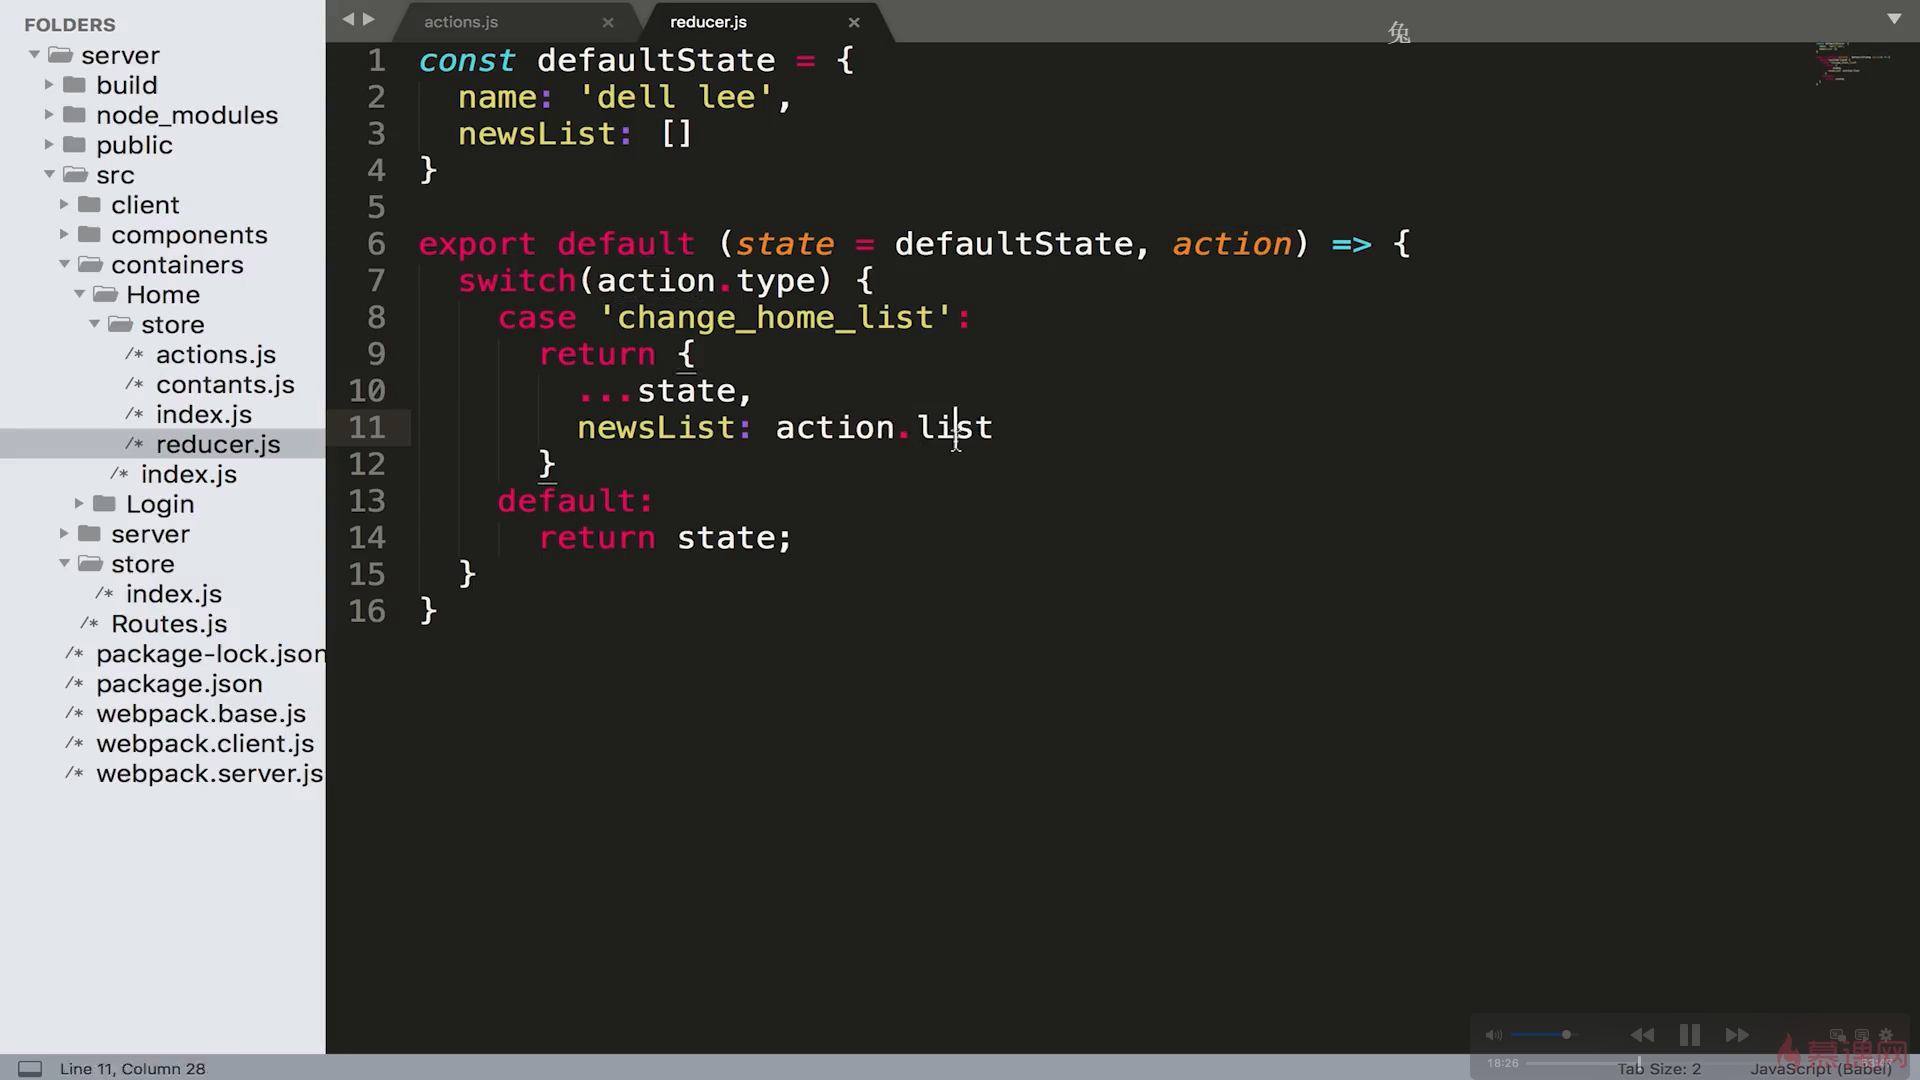 FOLDERS
server
build
node_modules
public
src
client
components
containers
Home
store
/* actions.js
/* contants.js
/* index.js
/* reducer.js
/* index.js
Login
server
store
/* index.js
/* Routes.js
/* package-lock.json
/* package.json
/* webpack.base.js
/* webpack.client.js
/* webpack.server.js
actions.js
reducer.js
兔
1 const defaultState = {
2 name: 'dell lee',
3 newsList: []
4 }
5
6 export default (state = defaultState, action) => {
7 switch(action.type) {
8 case 'change_home_list':
9 return {
10 ...state,
11 newsList: action.list
12 }
13 default:
14 return state;
15 }
16 }
18:26
慕课网
Line 11, Column 28
Tab Size: 2
JavaScript (Babel)